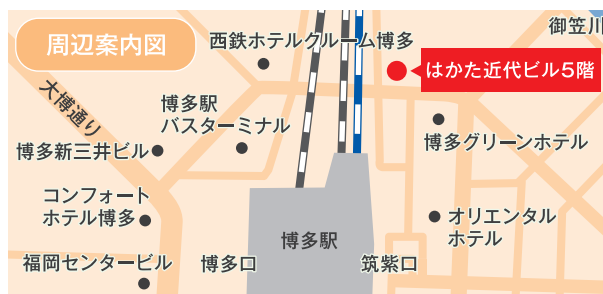 周辺案内図
御笠川
西鉄ホテルクルーム博多
はかた近代ビル5階
大博通り
博多駅
バスターミナル
博多グリーンホテル
博多新三井ビル
コンフォート
ホテル博多
オリエンタル
ホテル
博多駅
福岡センタービル
博多口
筑紫口